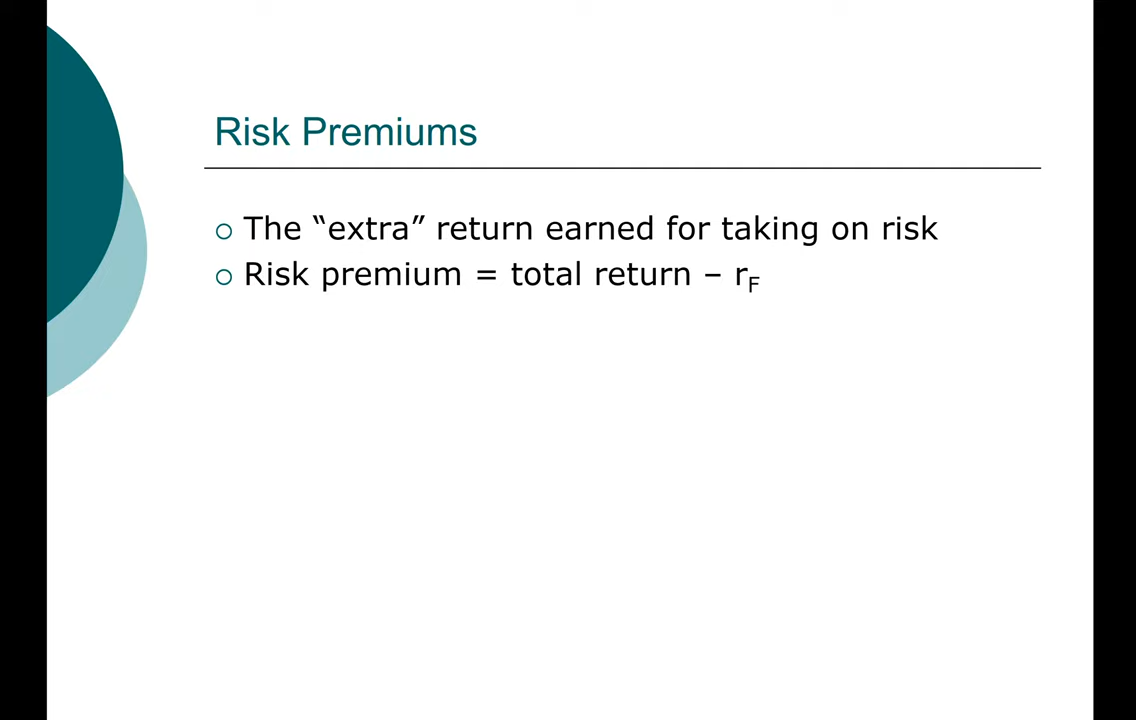 Risk Premiums
The “extra” return earned for taking on risk
Risk premium = total return – rF